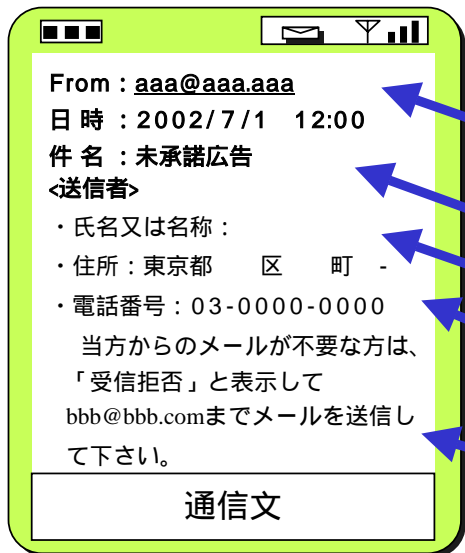 From：aaa@aaa.aaa
日 時 ：2002/7/1　12:00
件 名 ：未承諾広告
<送信者>
・氏名又は名称：
・住所：東京都　　区　　町　-
・電話番号：03-0000-0000
　当方からのメールが不要な方は、
「受信拒否」と表示して
bbb@bbb.comまでメールを送信し
て下さい。
通信文